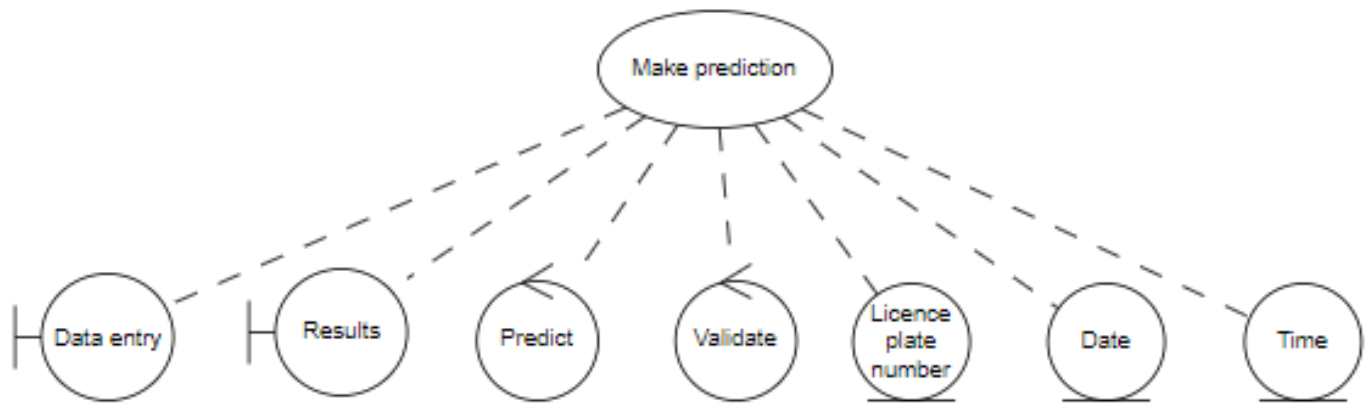 Make prediction
Data entry
Results
Predict
Validate
Licence
plate
number
Date
Time